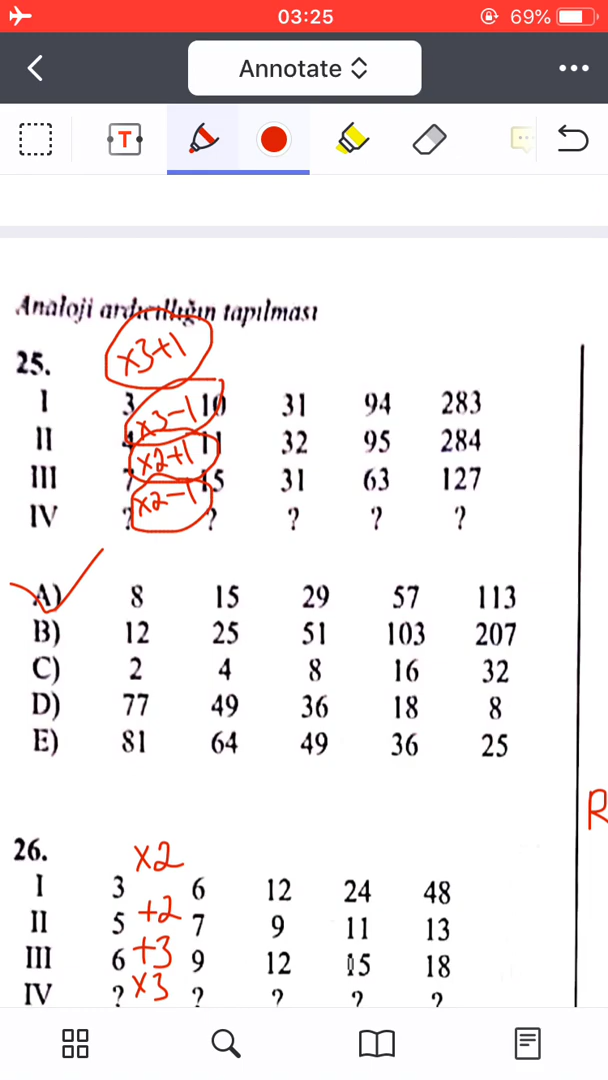 03:25 69%
Annotate
T
Analoji ardıcıllığın tapılması
25. x3+1
I 3 x3-1 10 31 94 283
II 4 x2+1 11 32 95 284
III 7 x2-1 15 31 63 127
IV ? ? ? ? ?
A) 8 15 29 57 113
B) 12 25 51 103 207
C) 2 4 8 16 32
D) 77 49 36 18 8
E) 81 64 49 36 25
R
26. x2
I 3 6 12 24 48
II 5 +2 7 9 11 13
III 6 +3 9 12 15 18
IV ? x3 ? ? ? ?